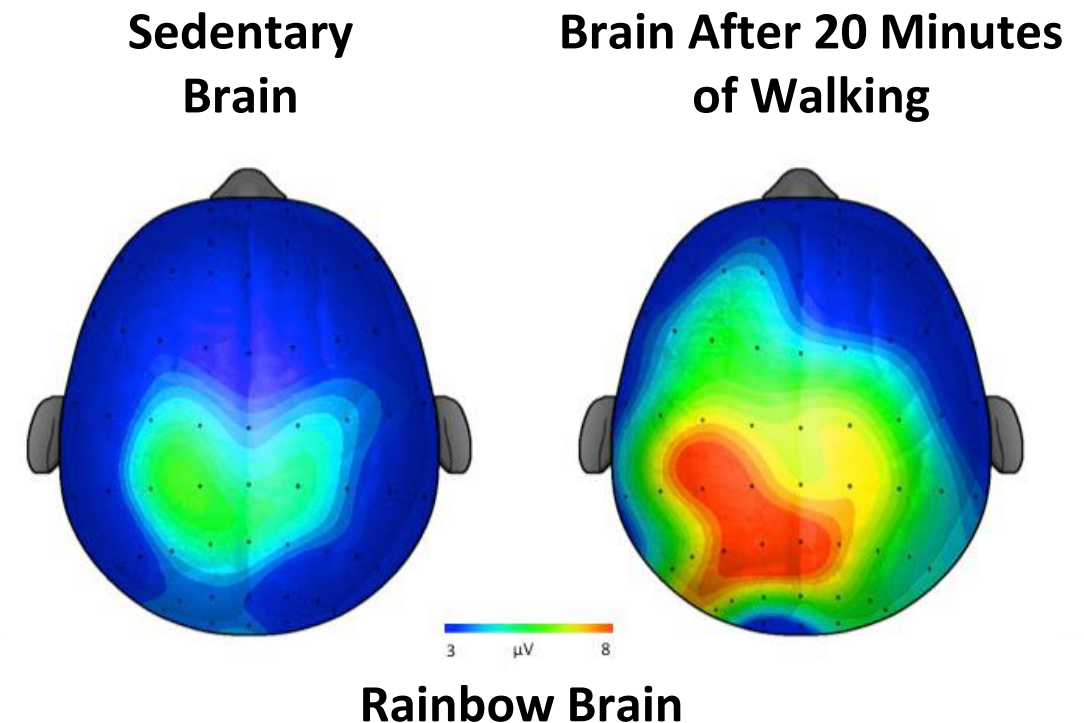 Sedentary
Brain
Brain After 20 Minutes
of Walking
3 µV 8
Rainbow Brain